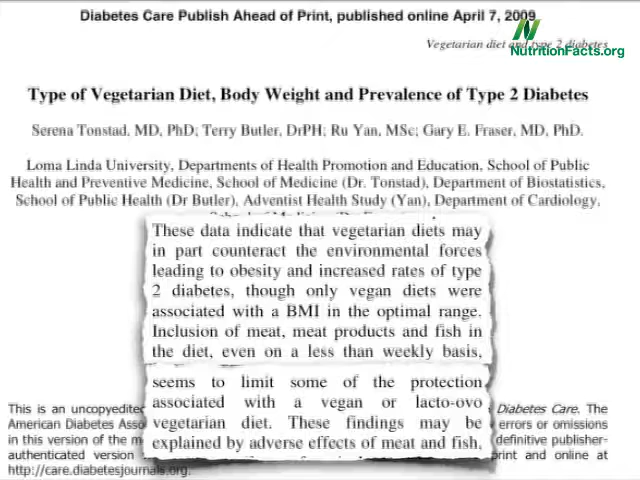 Diabetes Care Publish Ahead of Print, published online April 7, 2009
Vegetarian diet and type 2 diabetes
NutritionFacts.org
Type of Vegetarian Diet, Body Weight and Prevalence of Type 2 Diabetes
Serena Tonstad, MD, PhD; Terry Butler, DrPH; Ru Yan, MSc; Gary E. Fraser, MD, PhD.
Loma Linda University, Departments of Health Promotion and Education, School of Public
Health and Preventive Medicine, School of Medicine (Dr. Tonstad), Department of Biostatistics,
School of Public Health (Dr Butler), Adventist Health Study (Yan), Department of Cardiology,
These data indicate that vegetarian diets may
in part counteract the environmental forces
leading to obesity and increased rates of type
2 diabetes, though only vegan diets were
associated with a BMI in the optimal range.
Inclusion of meat, meat products and fish in
the diet, even on a less than weekly basis,
seems to limit some of the protection
associated with a vegan or lacto-ovo
vegetarian diet. These findings may be
explained by adverse effects of meat and fish,
This is an uncopyedited Diabetes Care. The
American Diabetes Asso errors or omissions
in this version of the m definitive publisher-
authenticated version print and online at
http://care.diabetesjournals.org.